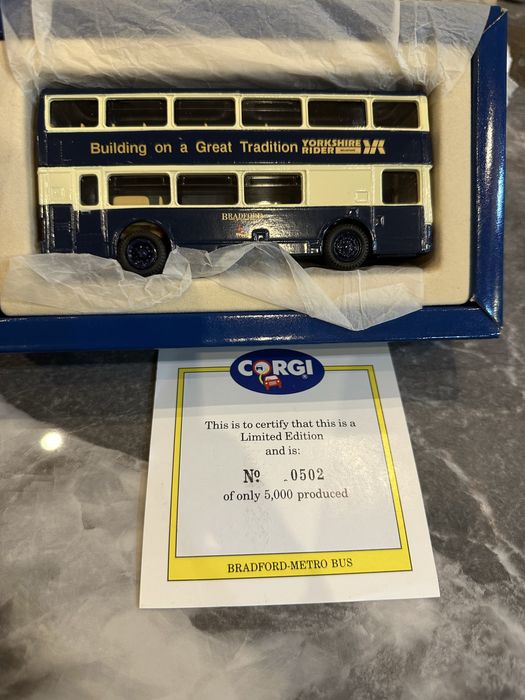 Building on a Great Tradition YORKSHIRE RIDER
BRADFORD
CORGI
This is to certify that this is a
Limited Edition
and is:
No 0502
of only 5,000 produced
BRADFORD-METRO BUS